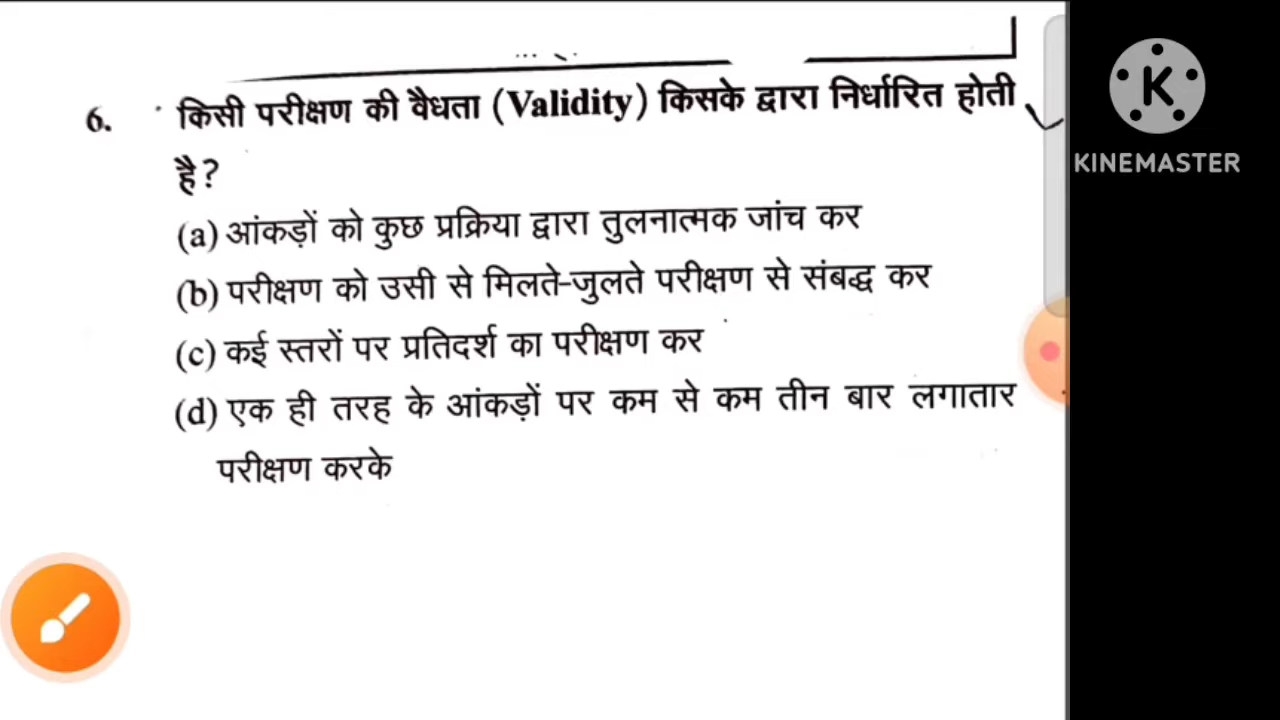 6. किसी परीक्षण की वैधता (Validity) किसके द्वारा निर्धारित होती
है?
(a) आंकड़ों को कुछ प्रक्रिया द्वारा तुलनात्मक जांच कर
(b) परीक्षण को उसी से मिलते-जुलते परीक्षण से संबद्ध कर
(c) कई स्तरों पर प्रतिदर्श का परीक्षण कर
(d) एक ही तरह के आंकड़ों पर कम से कम तीन बार लगातार
परीक्षण करके
K
KINEMASTER